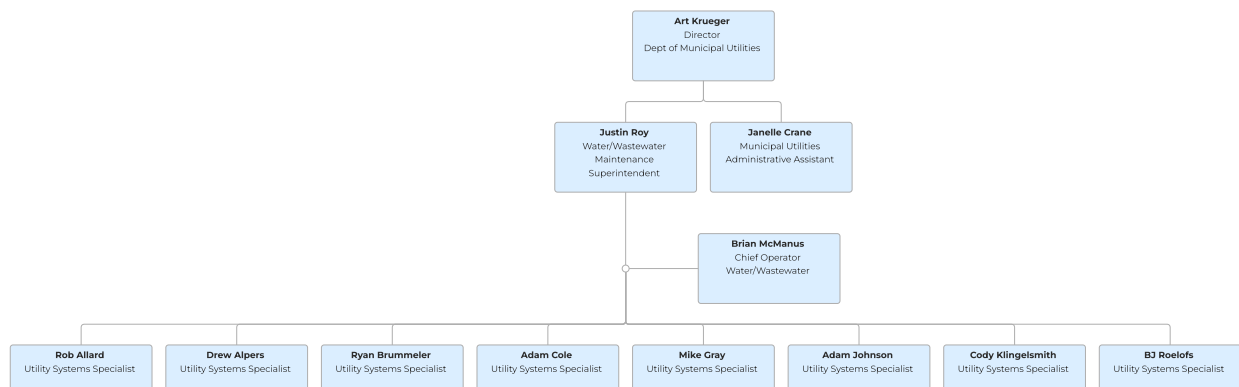 Art Krueger
Director
Dept of Municipal Utilities
Justin Roy
Water/Wastewater
Maintenance
Superintendent
Janelle Crane
Municipal Utilities
Administrative Assistant
Brian McManus
Chief Operator
Water/Wastewater
Rob Allard
Utility Systems Specialist
Drew Alpers
Utility Systems Specialist
Ryan Brummeler
Utility Systems Specialist
Adam Cole
Utility Systems Specialist
Mike Gray
Utility Systems Specialist
Adam Johnson
Utility Systems Specialist
Cody Klingelsmith
Utility Systems Specialist
BJ Roelofs
Utility Systems Specialist